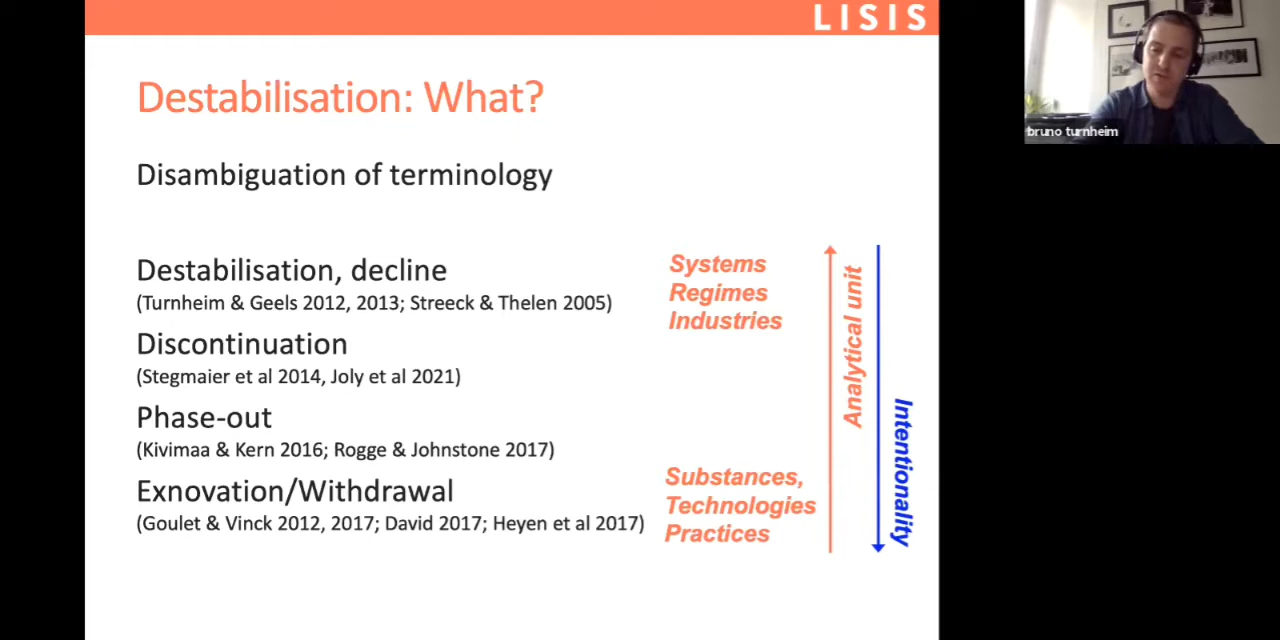 LISIS
Destabilisation: What?
Disambiguation of terminology
Destabilisation, decline
(Turnheim & Geels 2012, 2013; Streeck & Thelen 2005)
Discontinuation
(Stegmaier et al 2014, Joly et al 2021)
Phase-out
(Kivimaa & Kern 2016; Rogge & Johnstone 2017)
Exnovation/Withdrawal
(Goulet & Vinck 2012, 2017; David 2017; Heyen et al 2017)
Systems
Regimes
Industries
Substances,
Technologies
Practices
Analytical unit
Intentionality
bruno turnheim